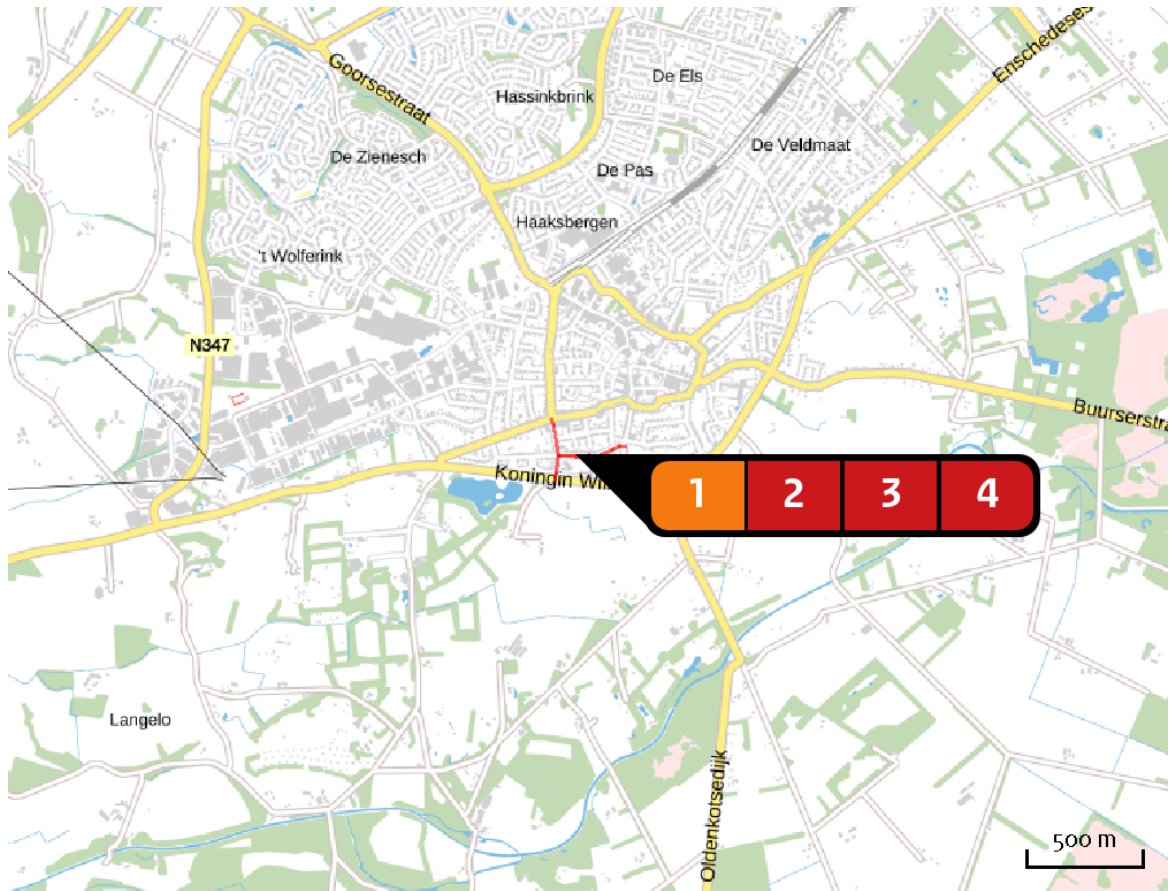 De Els
Enschedeses
Goorsestraat
Hassinkbrink
De Zienesch
De Veldmaat
De Pas
Haaksbergen
't Wolferink
N347
Buurserstra
Koningin Wil
1 2 3 4
Langelo
Oldenkotsedijk
500 m